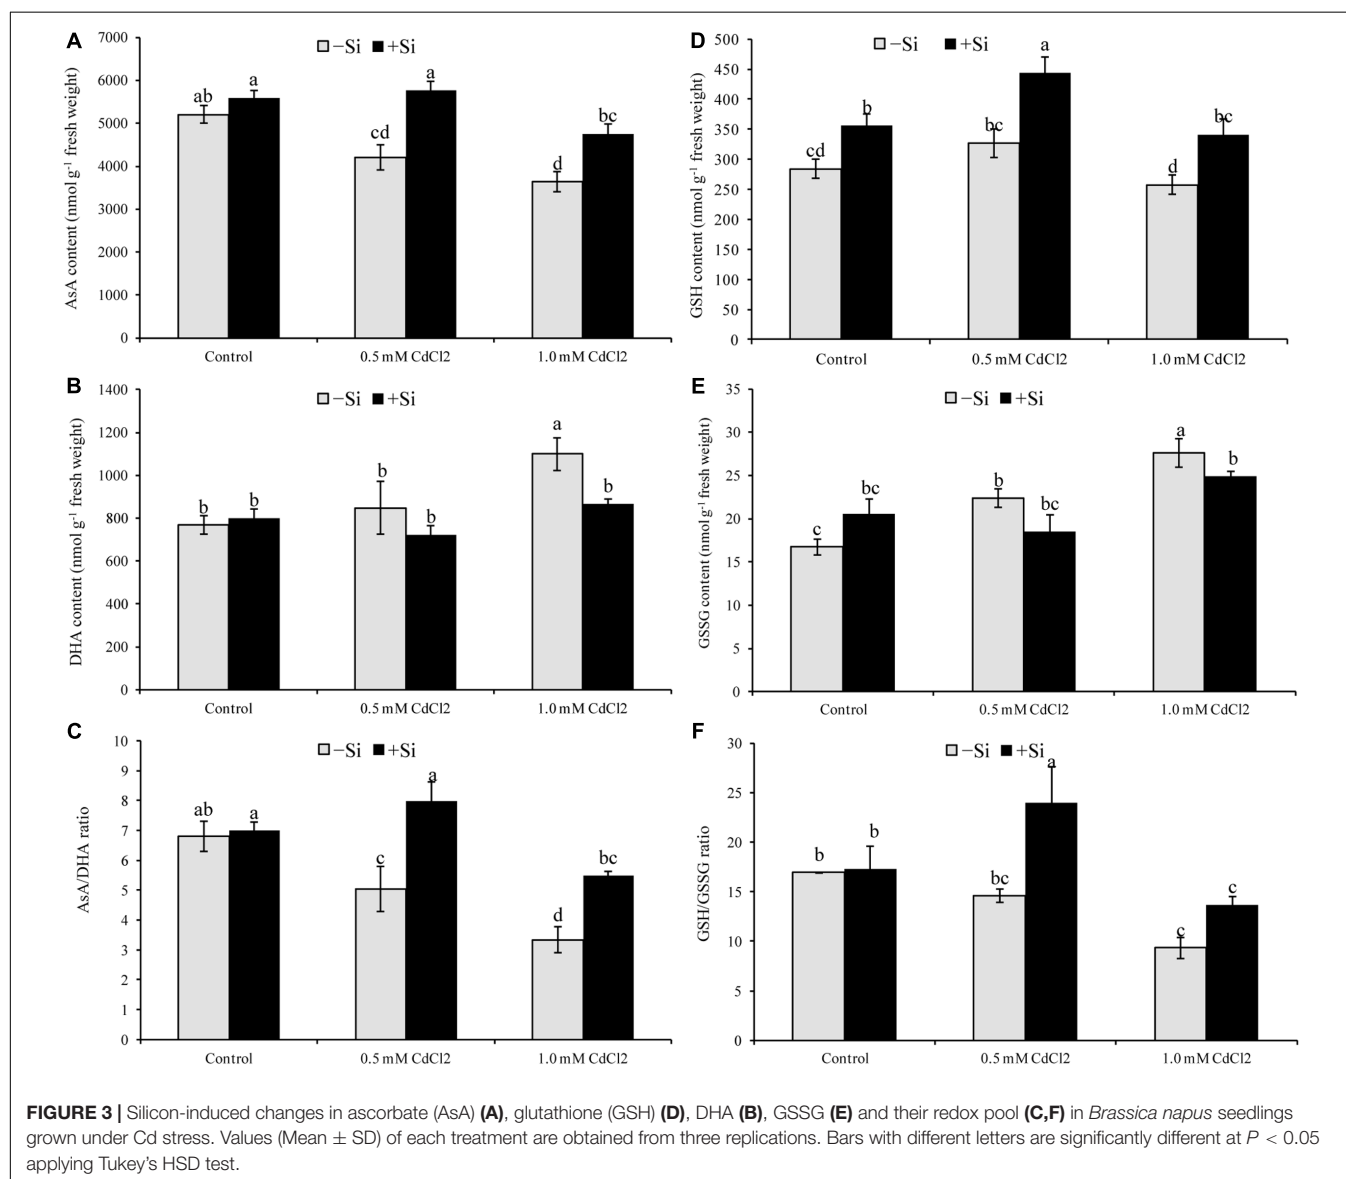 A
−Si +Si
AsA content (nmol g-1 fresh weight)
7000
6000
5000
4000
3000
2000
1000
0
ab a cd a d bc
Control 0.5 mM CdCl2 1.0 mM CdCl2
D
−Si +Si
GSH content (nmol g-1 fresh weight)
500
450
400
350
300
250
200
150
100
50
0
cd b bc a d bc
Control 0.5 mM CdCl2 1.0 mM CdCl2
B
−Si +Si
DHA content (nmol g-1 fresh weight)
1400
1200
1000
800
600
400
200
0
b b b b a b
Control 0.5 mM CdCl2 1.0 mM CdCl2
E
−Si +Si
GSSG content (nmol g-1 fresh weight)
35
30
25
20
15
10
5
0
c bc b bc a b
Control 0.5 mM CdCl2 1.0 mM CdCl2
C
−Si +Si
AsA/DHA ratio
10
9
8
7
6
5
4
3
2
1
0
ab a c a d bc
Control 0.5 mM CdCl2 1.0 mM CdCl2
F
−Si +Si
GSH/GSSG ratio
30
25
20
15
10
5
0
b b bc a c c
Control 0.5 mM CdCl2 1.0 mM CdCl2
FIGURE 3 | Silicon-induced changes in ascorbate (AsA) (A), glutathione (GSH) (D), DHA (B), GSSG (E) and their redox pool (C,F) in Brassica napus seedlings
grown under Cd stress. Values (Mean ± SD) of each treatment are obtained from three replications. Bars with different letters are significantly different at P < 0.05
applying Tukey's HSD test.